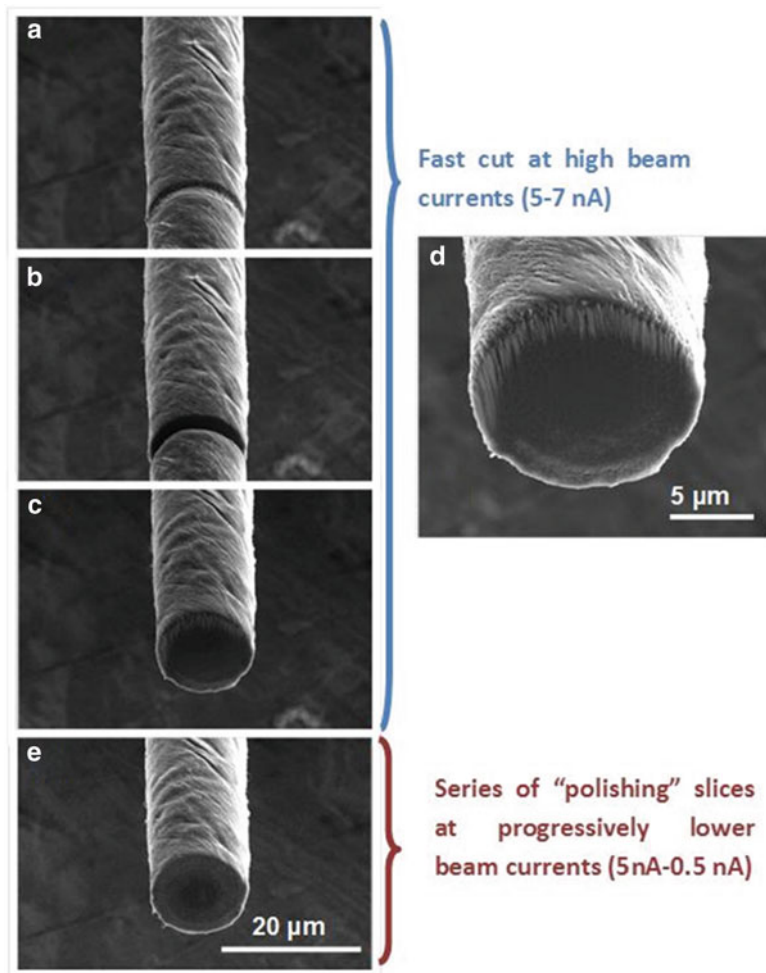 a
Fast cut at high beam
currents (5-7 nA)
b
d
5 µm
c
e
Series of “polishing” slices
at progressively lower
beam currents (5nA-0.5 nA)
20 µm